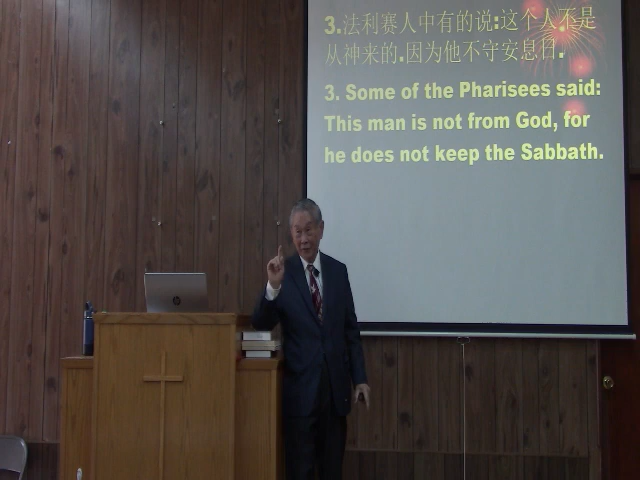 3.法利赛人中有的说:这个人不是
从神来的.因为他不守安息日.
3. Some of the Pharisees said:
This man is not from God, for
he does not keep the Sabbath.
hp